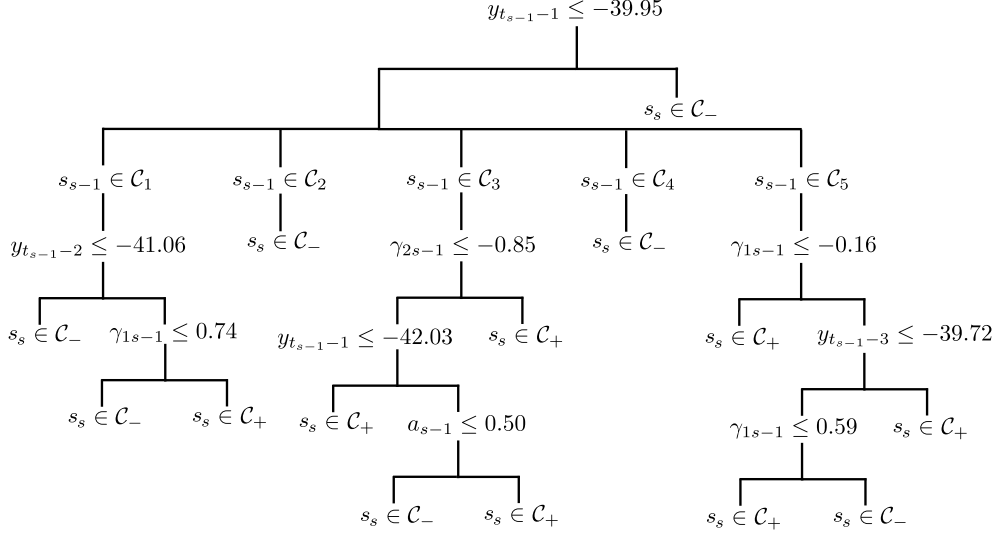 y_{t_{s-1}-1} ≤ −39.95
s_s ∈ 𝒞_−
s_{s-1} ∈ 𝒞_1 s_{s-1} ∈ 𝒞_2 s_{s-1} ∈ 𝒞_3 s_{s-1} ∈ 𝒞_4 s_{s-1} ∈ 𝒞_5
y_{t_{s-1}-2} ≤ −41.06 s_s ∈ 𝒞_− γ_{2s-1} ≤ −0.85 s_s ∈ 𝒞_− γ_{1s-1} ≤ −0.16
s_s ∈ 𝒞_− γ_{1s-1} ≤ 0.74 y_{t_{s-1}-1} ≤ −42.03 s_s ∈ 𝒞_+ s_s ∈ 𝒞_+ y_{t_{s-1}-3} ≤ −39.72
s_s ∈ 𝒞_− s_s ∈ 𝒞_+ s_s ∈ 𝒞_+ a_{s-1} ≤ 0.50 γ_{1s-1} ≤ 0.59 s_s ∈ 𝒞_+
s_s ∈ 𝒞_− s_s ∈ 𝒞_+ s_s ∈ 𝒞_+ s_s ∈ 𝒞_−